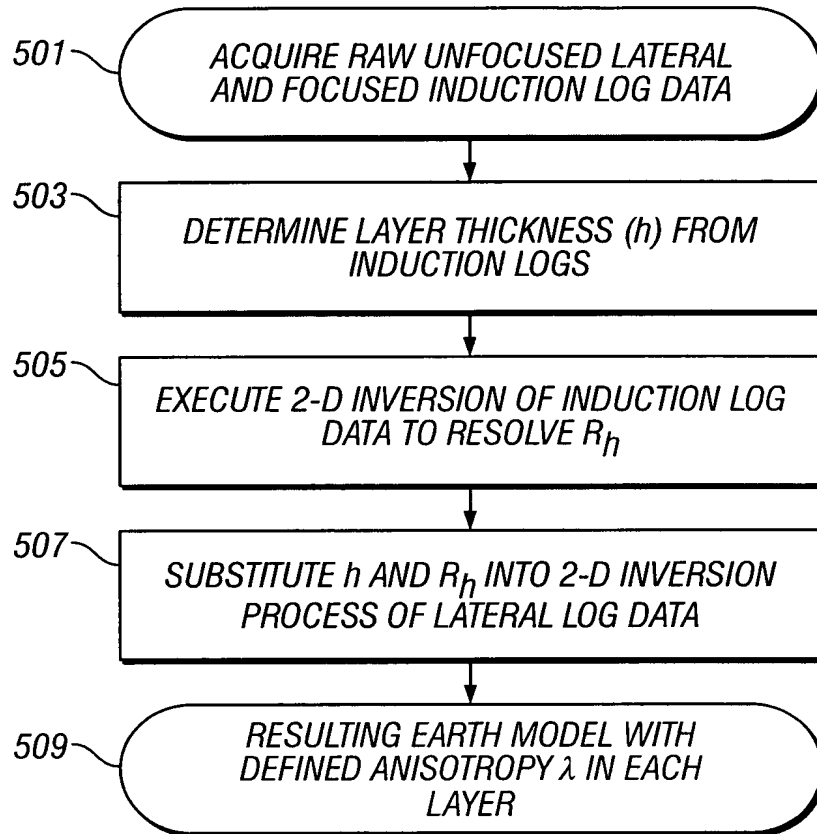 501
ACQUIRE RAW UNFOCUSED LATERAL
AND FOCUSED INDUCTION LOG DATA
503
DETERMINE LAYER THICKNESS (h) FROM
INDUCTION LOGS
505
EXECUTE 2-D INVERSION OF INDUCTION LOG
DATA TO RESOLVE Rh
507
SUBSTITUTE h AND Rh INTO 2-D INVERSION
PROCESS OF LATERAL LOG DATA
509
RESULTING EARTH MODEL WITH
DEFINED ANISOTROPY λ IN EACH
LAYER